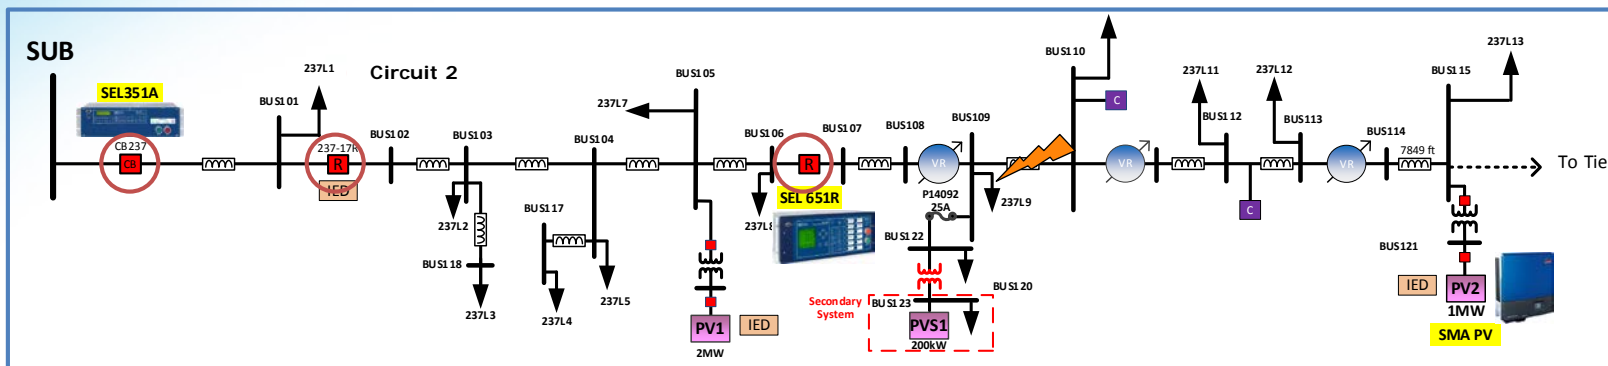 SUB
Circuit 2
SEL351A
CB237
CB
BUS101
237L1
237-17R
R
IED
BUS102
BUS103
237L2
BUS118
237L3
BUS117
237L4
BUS104
237L5
237L7
BUS105
PV1
IED
2MW
BUS106
237L8
R
SEL 651R
BUS107
BUS108
VR
BUS109
P14092
25A
237L9
BUS122
BUS120
Secondary
System
BUS123
PVS1
200kW
BUS110
C
VR
237L11
BUS112
C
237L12
BUS113
VR
BUS114
7849 ft
BUS115
237L13
To Tie
BUS121
IED
PV2
1MW
SMA PV